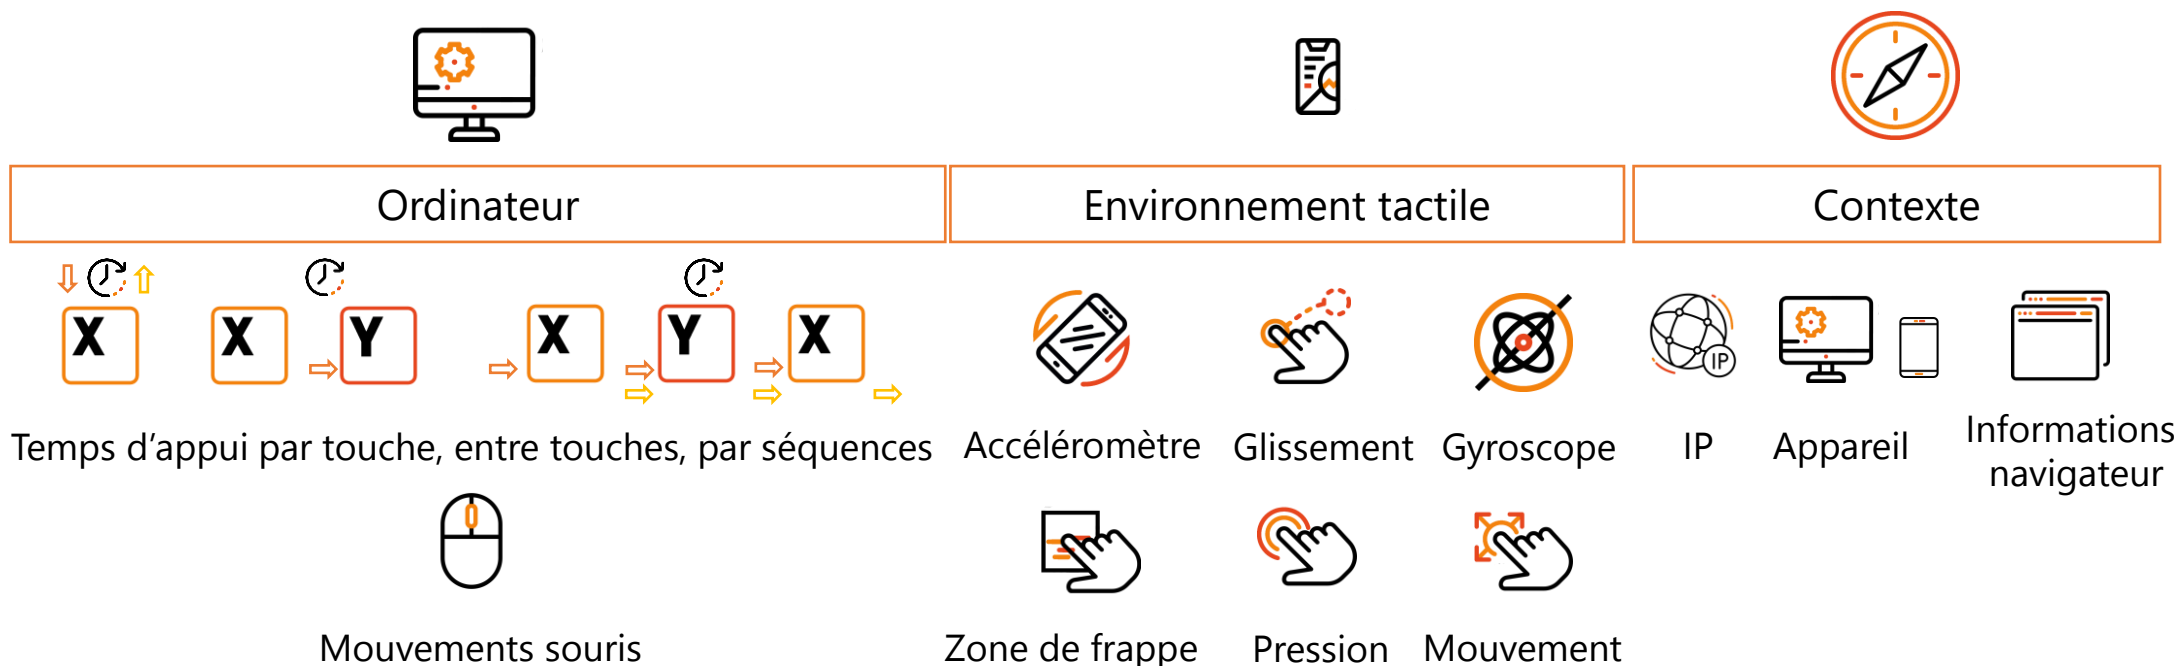 Ordinateur
Environnement tactile
Contexte
X
X
Y
X
Y
X
IP
Temps d’appui par touche, entre touches, par séquences
Accéléromètre
Glissement
Gyroscope
IP
Appareil
Informations
navigateur
Mouvements souris
Zone de frappe
Pression
Mouvement